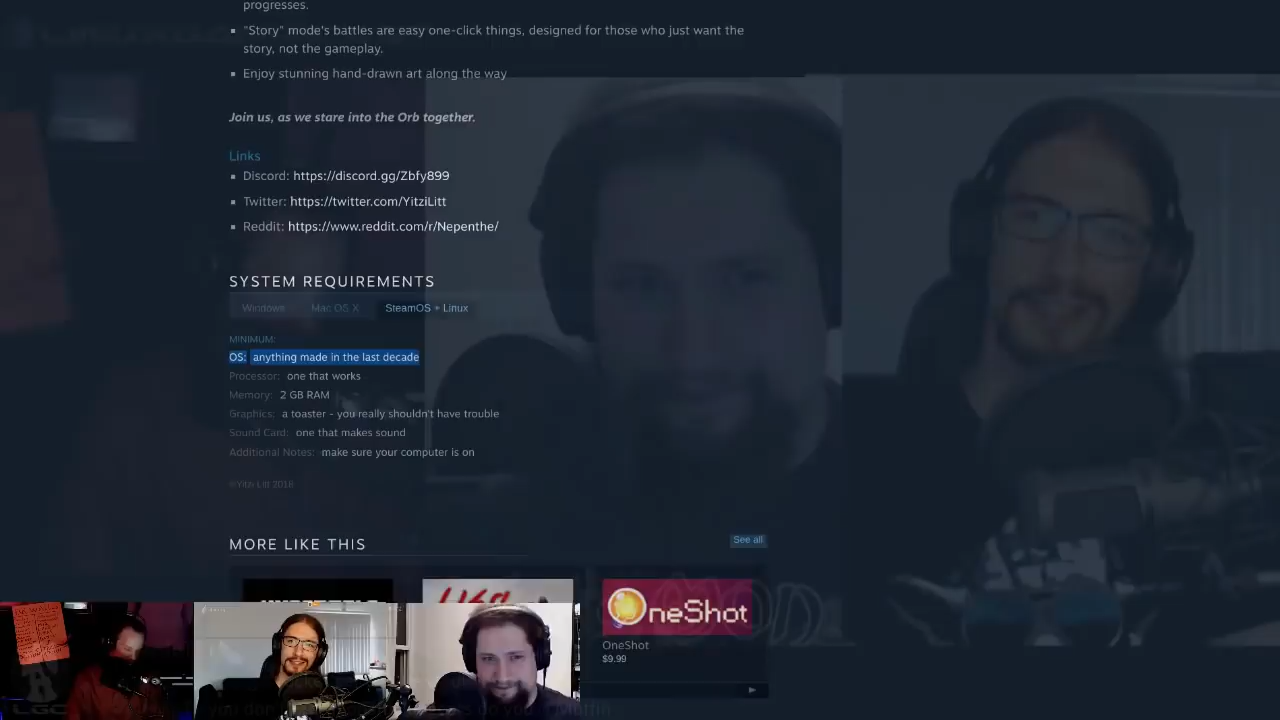 progresses.
▪ "Story" mode's battles are easy one-click things, designed for those who just want the
story, not the gameplay.
▪ Enjoy stunning hand-drawn art along the way
Join us, as we stare into the Orb together.
Links
▪ Discord: https://discord.gg/Zbfy899
▪ Twitter: https://twitter.com/YitziLitt
▪ Reddit: https://www.reddit.com/r/Nepenthe/
SYSTEM REQUIREMENTS
Windows Mac OS X SteamOS + Linux
MINIMUM:
OS: anything made in the last decade
Processor: one that works
Memory: 2 GB RAM
Graphics: a toaster - you really shouldn't have trouble
Sound Card: one that makes sound
Additional Notes: make sure your computer is on
©Yitzi Litt 2018
MORE LIKE THIS
See all
OneShot
OneShot
$9.99
LGC